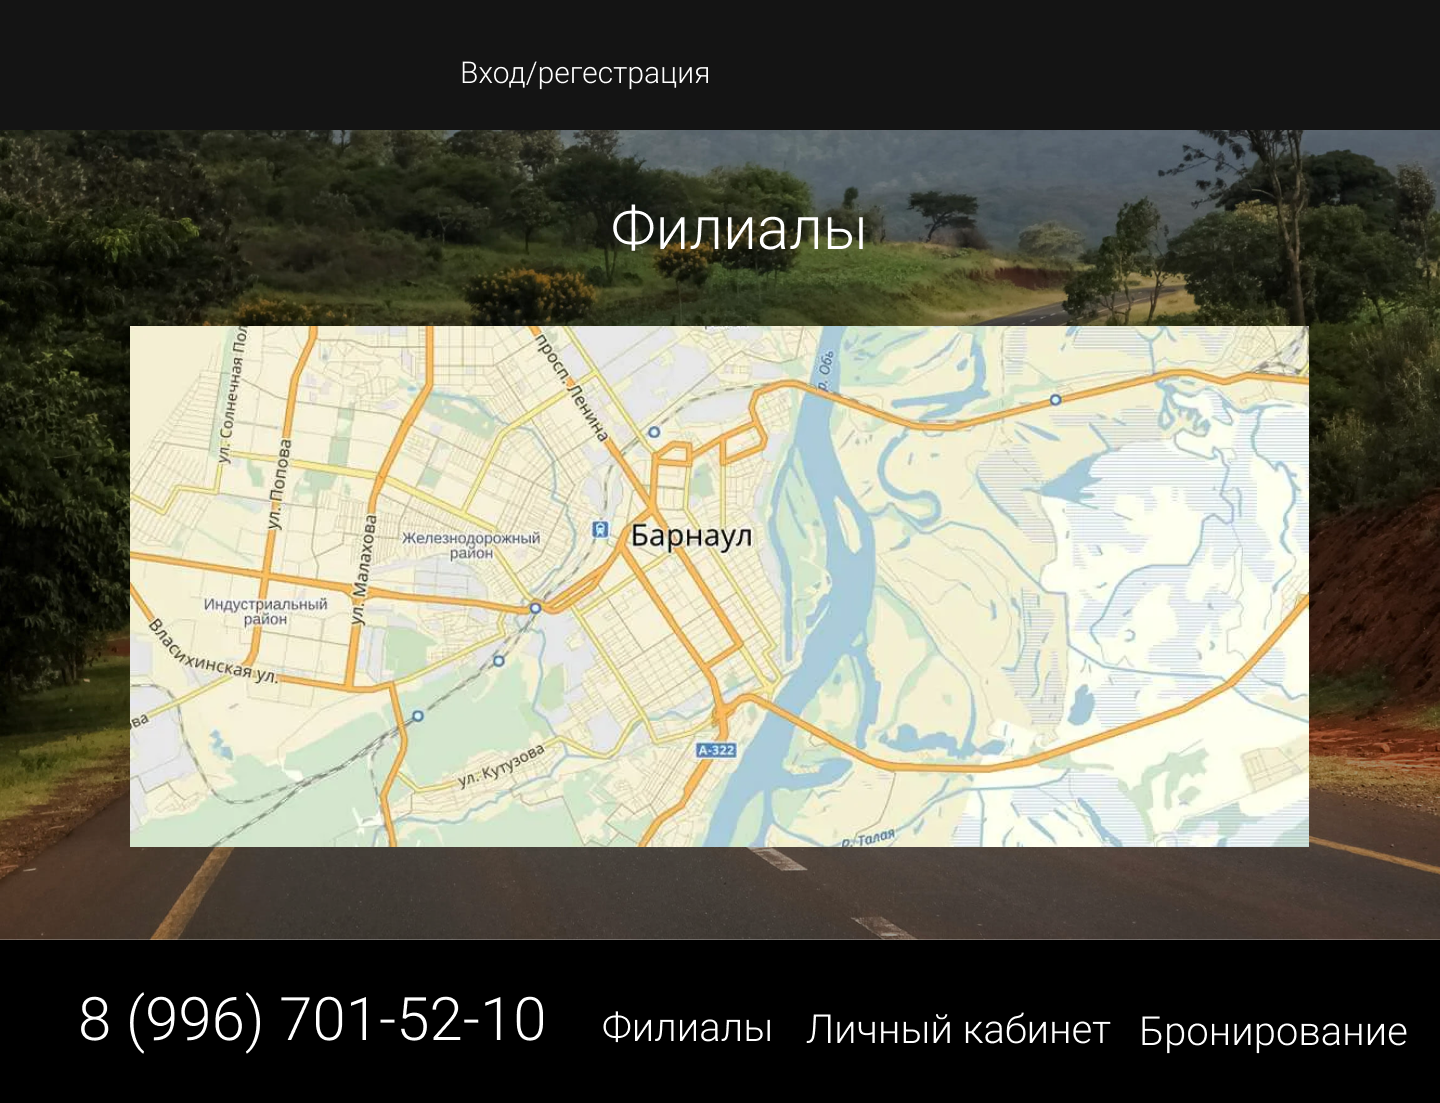 Вход/регестрация
Филиалы
ул. Солнечная Пол
просп. Ленина
р. Обь
ул. Попова
ул. Малахова
Железнодорожный
район
Барнаул
Индустриальный
район
Власихинская ул.
ова
ул. Кутузова
А-322
р. Талая
8 (996) 701-52-10
Филиалы
Личный кабинет
Бронирование